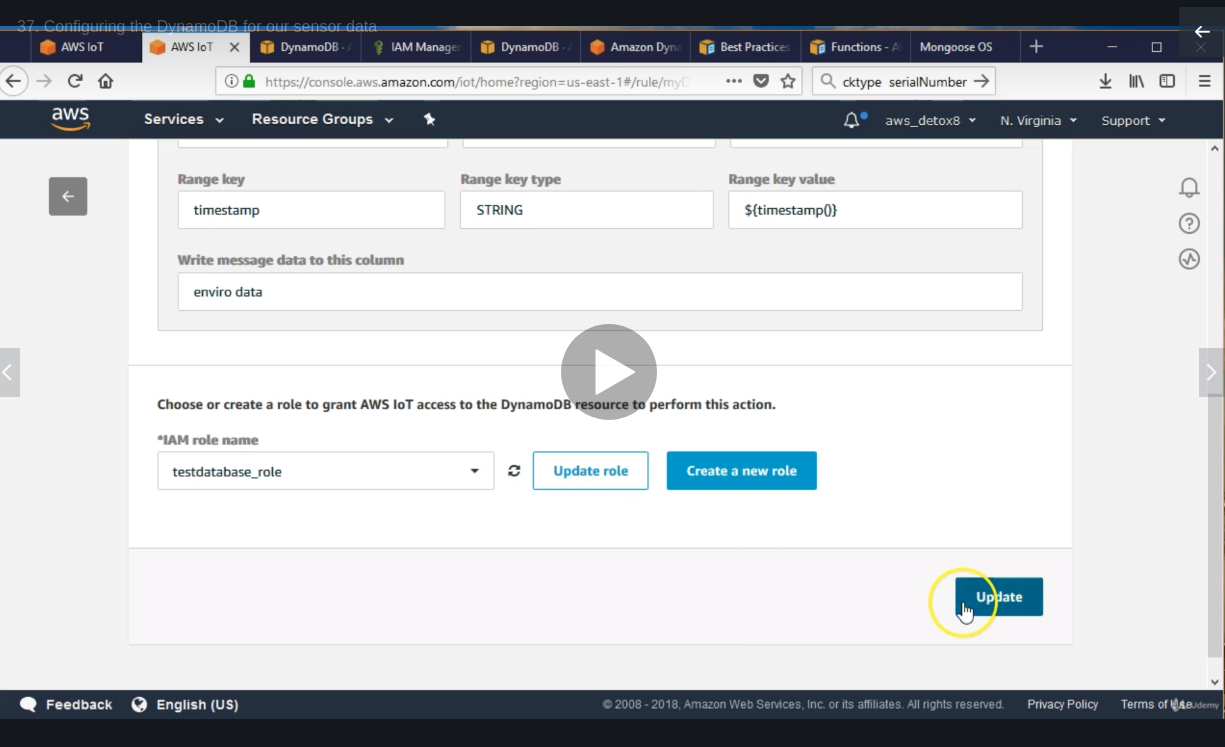 37. Configuring the DynamoDB for our sensor data
AWS IoT
AWS IoT
DynamoDB · A
IAM Manager
DynamoDB · A
Amazon Dyna
Best Practices
Functions - A
Mongoose OS
https://console.aws.amazon.com/iot/home?region=us-east-1#/rule/myD
cktype serialNumber
aws
Services
Resource Groups
aws_detox8
N. Virginia
Support
Range key
Range key type
Range key value
timestamp
STRING
${timestamp()}
Write message data to this column
enviro data
Choose or create a role to grant AWS IoT access to the DynamoDB resource to perform this action.
*IAM role name
testdatabase_role
Update role
Create a new role
Update
Feedback
English (US)
© 2008 - 2018, Amazon Web Services, Inc. or its affiliates. All rights reserved.
Privacy Policy
Terms of Use
Udemy